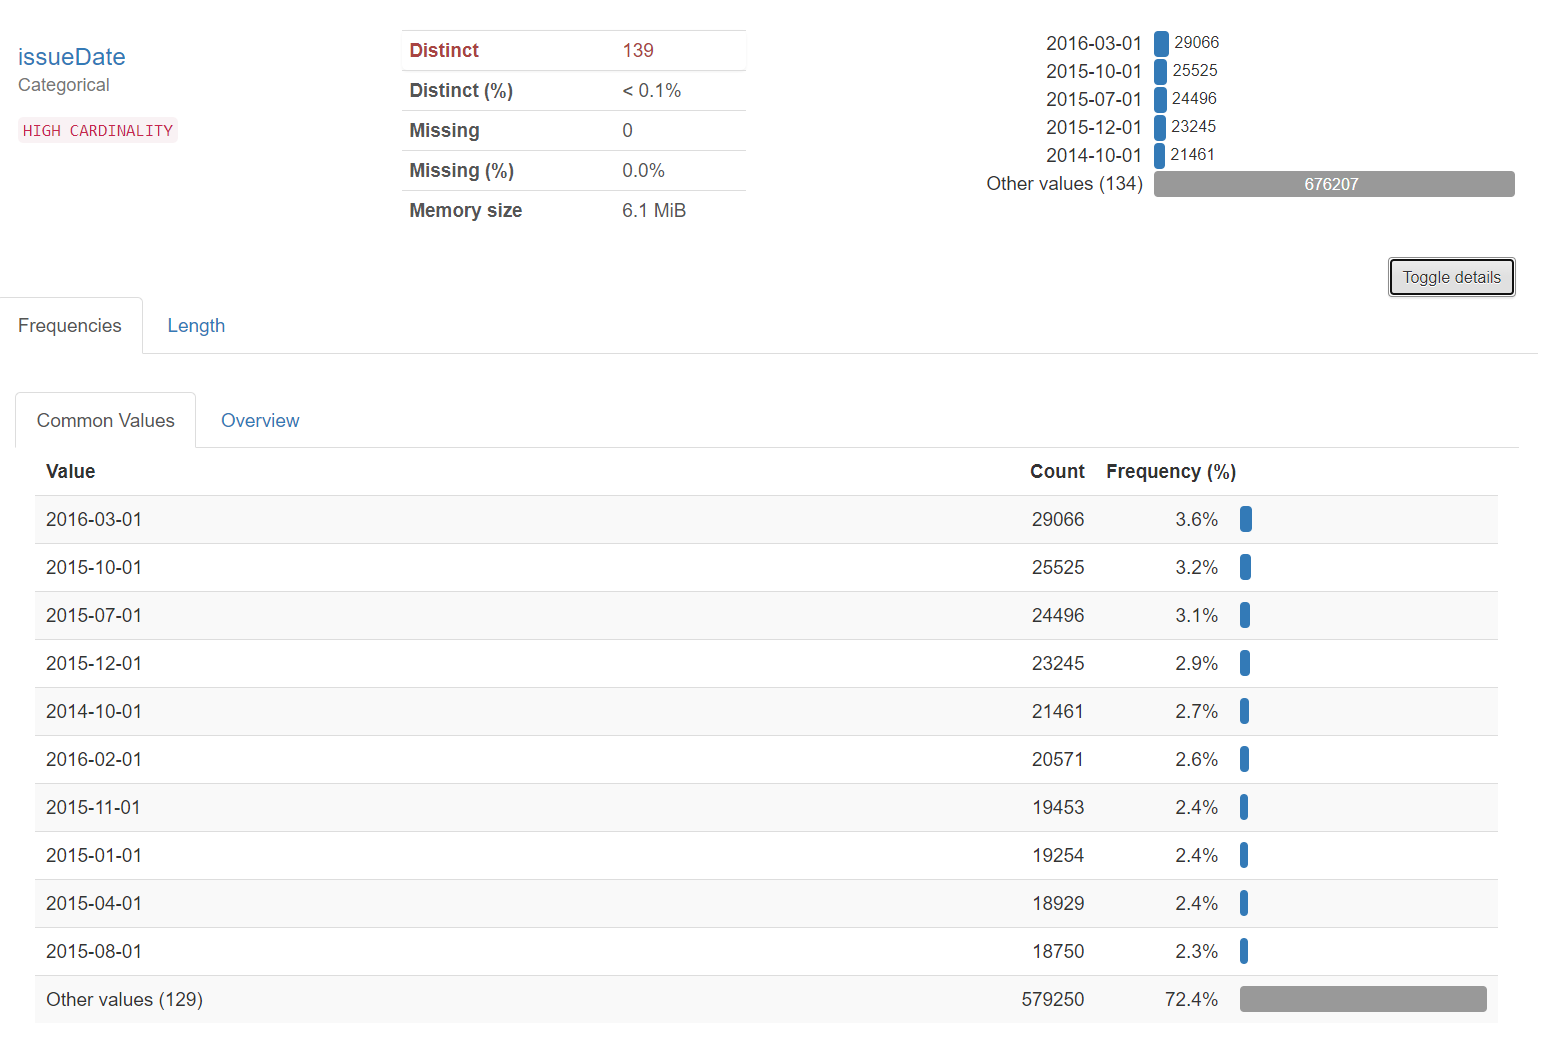 issueDate
Categorical
HIGH CARDINALITY
Distinct 139
Distinct (%) < 0.1%
Missing 0
Missing (%) 0.0%
Memory size 6.1 MiB
2016-03-01 29066
2015-10-01 25525
2015-07-01 24496
2015-12-01 23245
2014-10-01 21461
Other values (134) 676207
Toggle details
Frequencies Length
Common Values Overview
Value Count Frequency (%)
2016-03-01 29066 3.6%
2015-10-01 25525 3.2%
2015-07-01 24496 3.1%
2015-12-01 23245 2.9%
2014-10-01 21461 2.7%
2016-02-01 20571 2.6%
2015-11-01 19453 2.4%
2015-01-01 19254 2.4%
2015-04-01 18929 2.4%
2015-08-01 18750 2.3%
Other values (129) 579250 72.4%